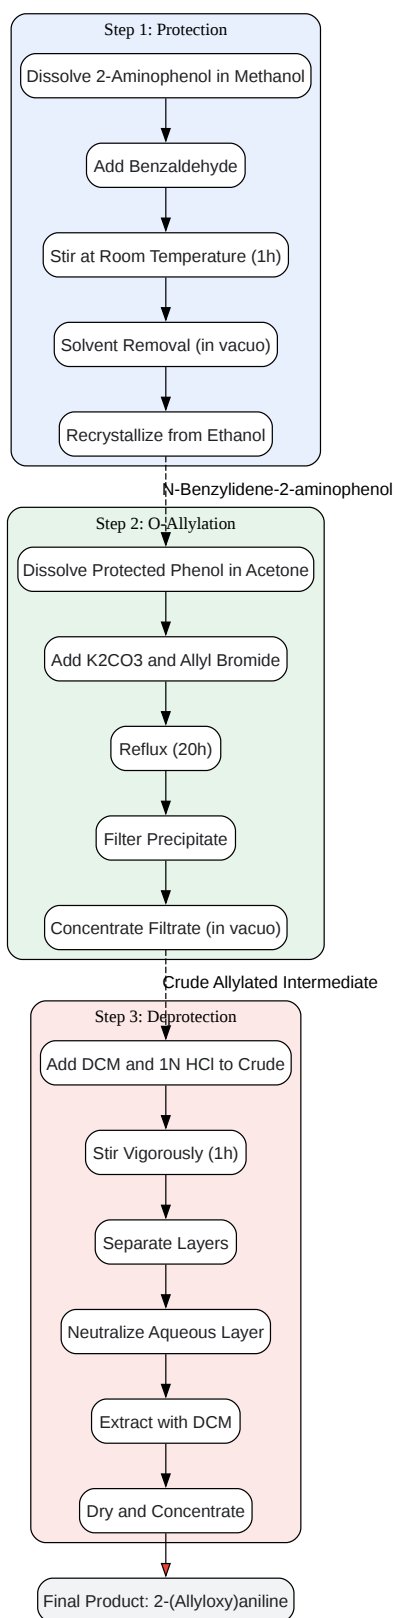 Step 1: Protection
Dissolve 2-Aminophenol in Methanol
Add Benzaldehyde
Stir at Room Temperature (1h)
Solvent Removal (in vacuo)
Recrystallize from Ethanol
N-Benzylidene-2-aminophenol
Step 2: O-Allylation
Dissolve Protected Phenol in Acetone
Add K2CO3 and Allyl Bromide
Reflux (20h)
Filter Precipitate
Concentrate Filtrate (in vacuo)
Crude Allylated Intermediate
Step 3: Deprotection
Add DCM and 1N HCl to Crude
Stir Vigorously (1h)
Separate Layers
Neutralize Aqueous Layer
Extract with DCM
Dry and Concentrate
Final Product: 2-(Allyloxy)aniline